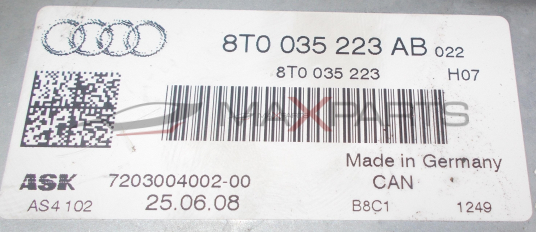 8T0 035 223 AB 022
8T0 035 223 H07
MAXPARTS
Made in Germany
ASK 7203004002-00 CAN
AS4 102 25.06.08 B8C1 1249